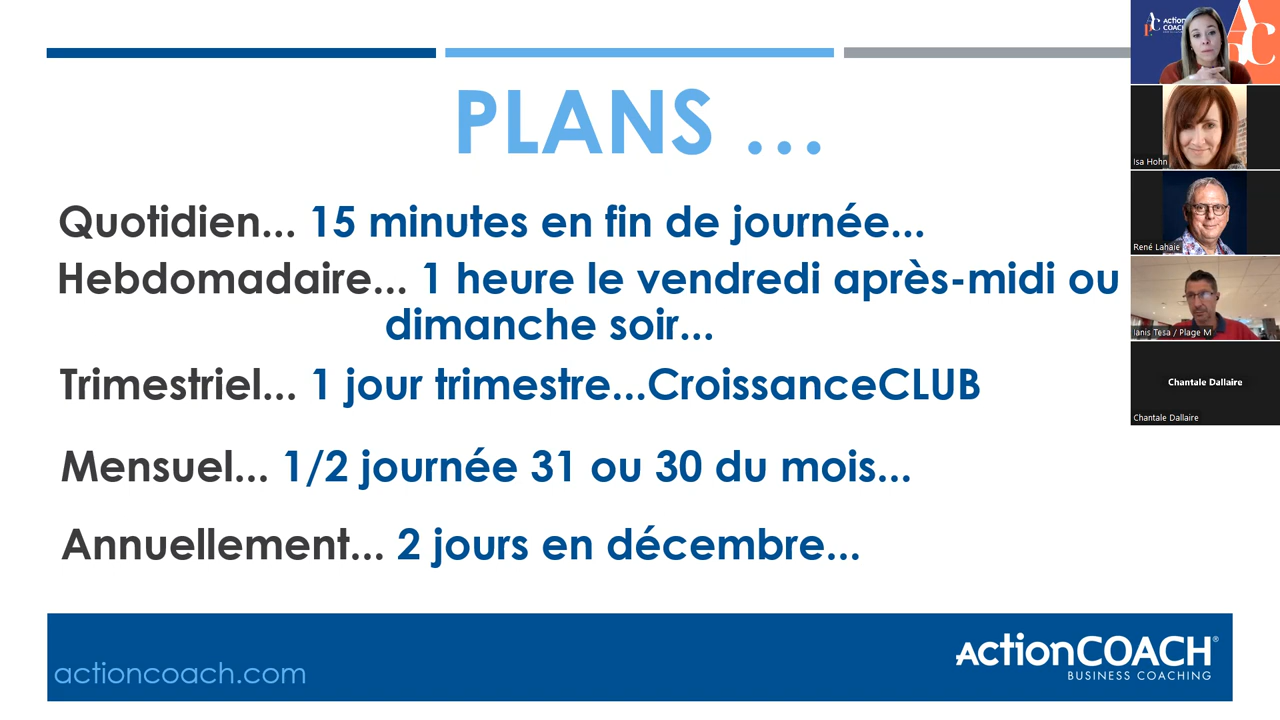 PLANS ...
Quotidien... 15 minutes en fin de journée...
Hebdomadaire... 1 heure le vendredi après-midi ou
dimanche soir...
Trimestriel... 1 jour trimestre...CroissanceCLUB
Mensuel... 1/2 journée 31 ou 30 du mois...
Annuellement... 2 jours en décembre...
actioncoach.com
ActionCOACH®
BUSINESS COACHING
Isa Hohn
René Lahaie
Ianis Tesa / Plage M
Chantale Dallaire
Chantale Dallaire